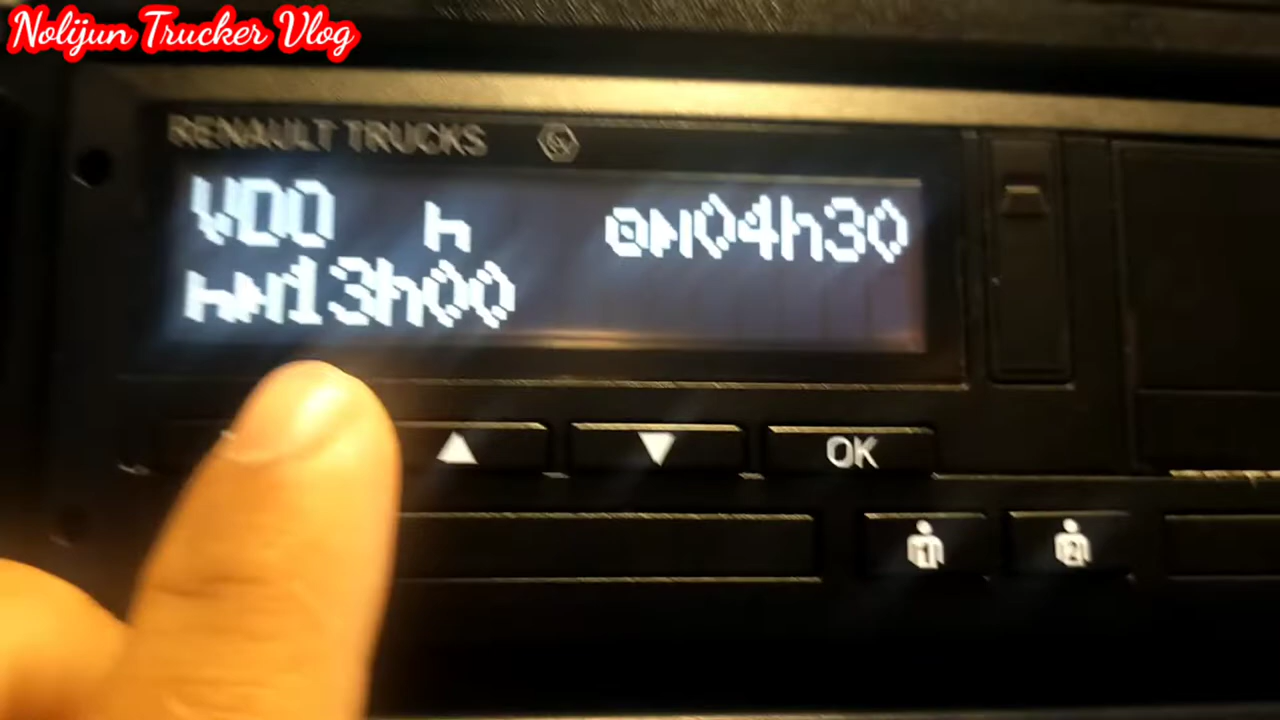 Nolijun Trucker Vlog
RENAULT TRUCKS
VDO h 04h30
h 13h00
OK
1 2